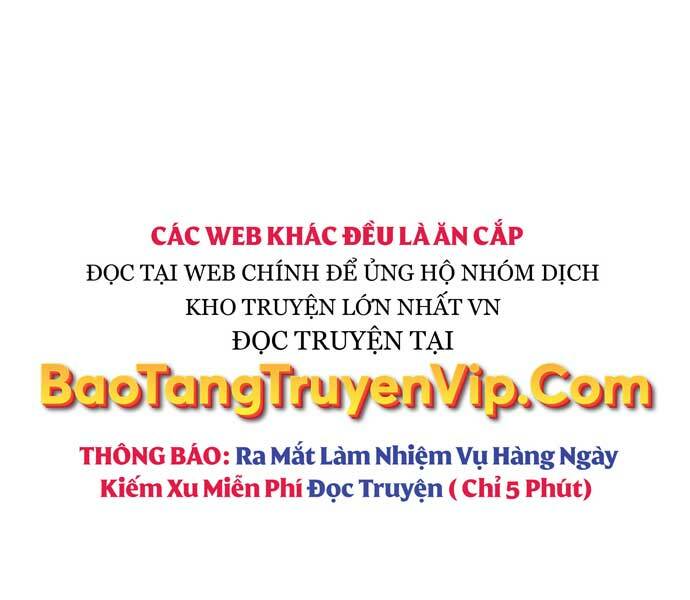 CÁC WEB KHÁC ĐỀU LÀ ĂN CẮP
ĐỌC TẠI WEB CHÍNH ĐỂ ỦNG HỘ NHÓM DỊCH
KHO TRUYỆN LỚN NHẤT VN
ĐỌC TRUYỆN TẠI
BaoTangTruyenVip.Com
THÔNG BÁO: Ra Mắt Làm Nhiệm Vụ Hàng Ngày
Kiếm Xu Miễn Phí Đọc Truyện ( Chỉ 5 Phút)